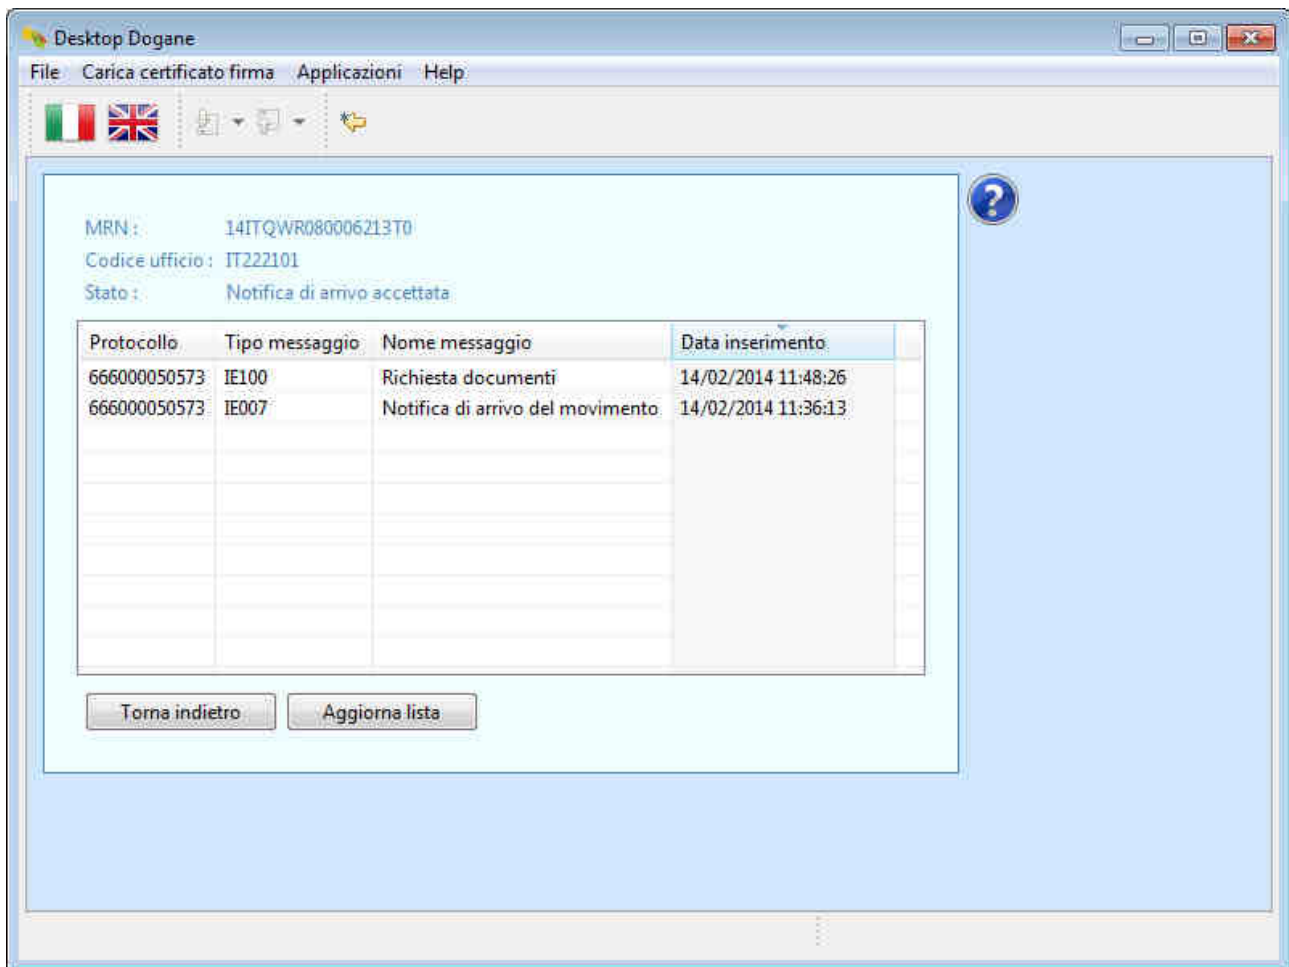 Desktop Dogane
File Carica certificato firma Applicazioni Help
MRN : 14ITQWR080006213T0
Codice ufficio : IT222101
Stato : Notifica di arrivo accettata
Protocollo Tipo messaggio Nome messaggio Data inserimento
666000050573 IE100 Richiesta documenti 14/02/2014 11:48:26
666000050573 IE007 Notifica di arrivo del movimento 14/02/2014 11:36:13
Torna indietro Aggiorna lista